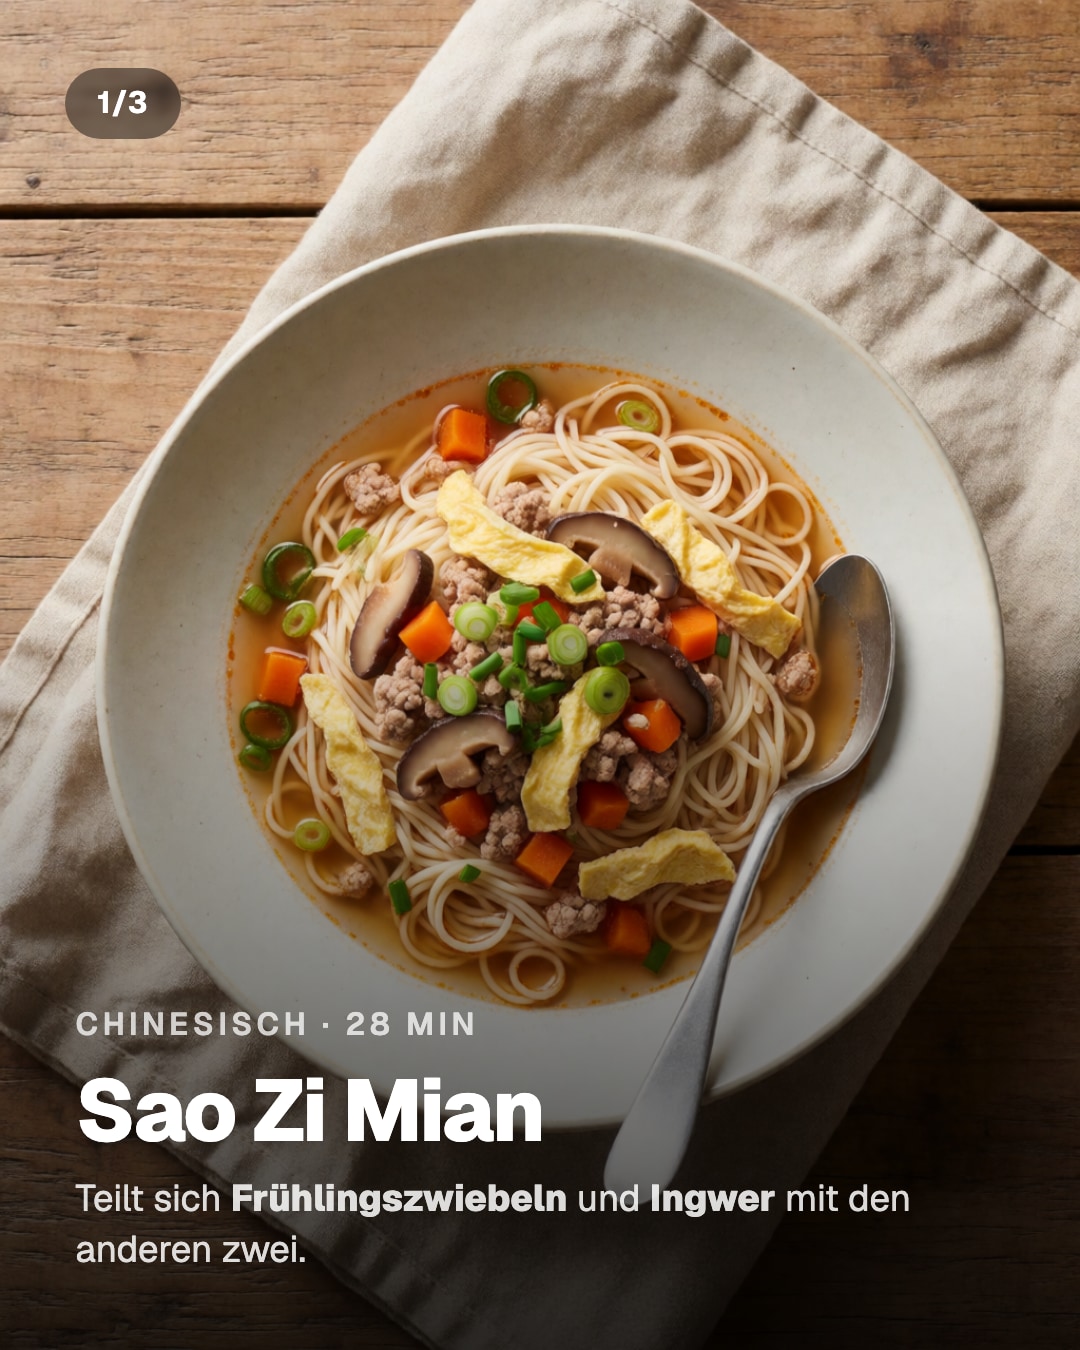 1/3
CHINESISCH · 28 MIN
Sao Zi Mian
Teilt sich Frühlingszwiebeln und Ingwer mit den
anderen zwei.